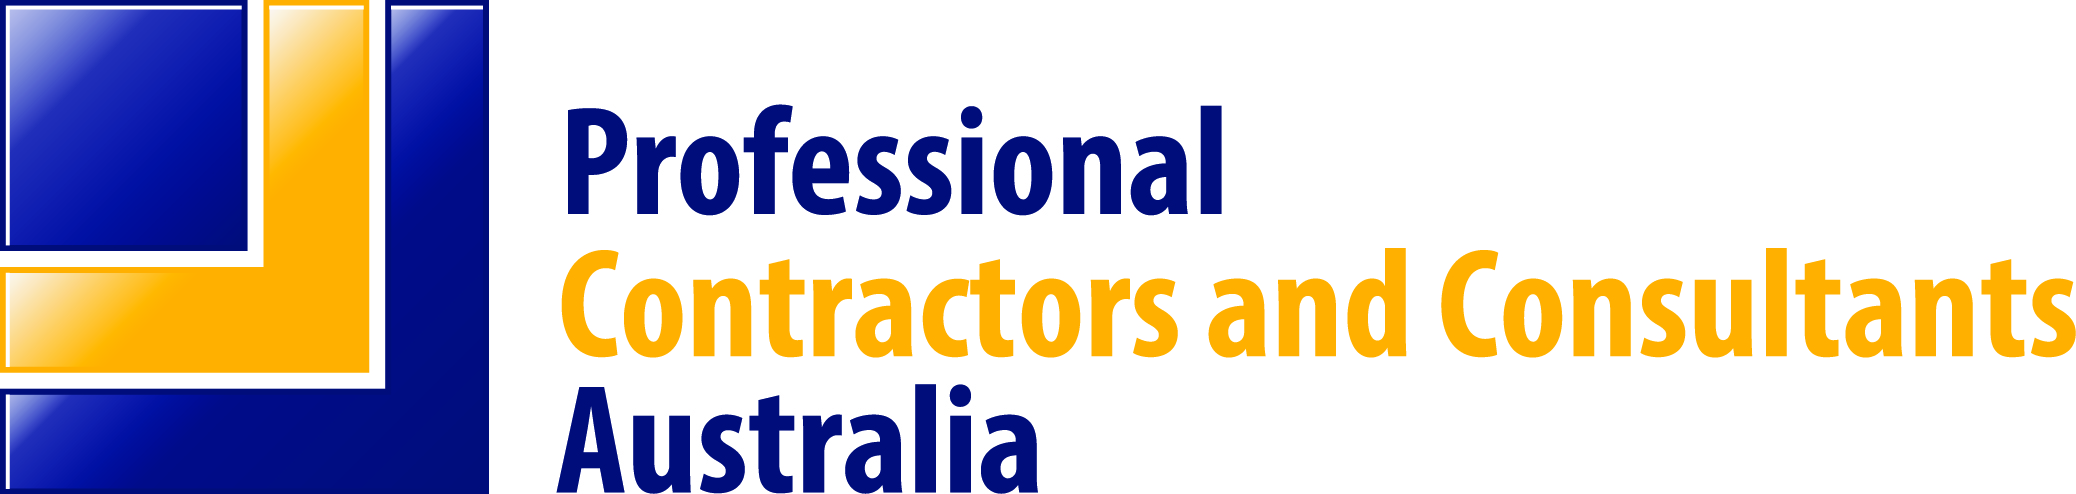 Professional
Contractors and Consultants
Australia